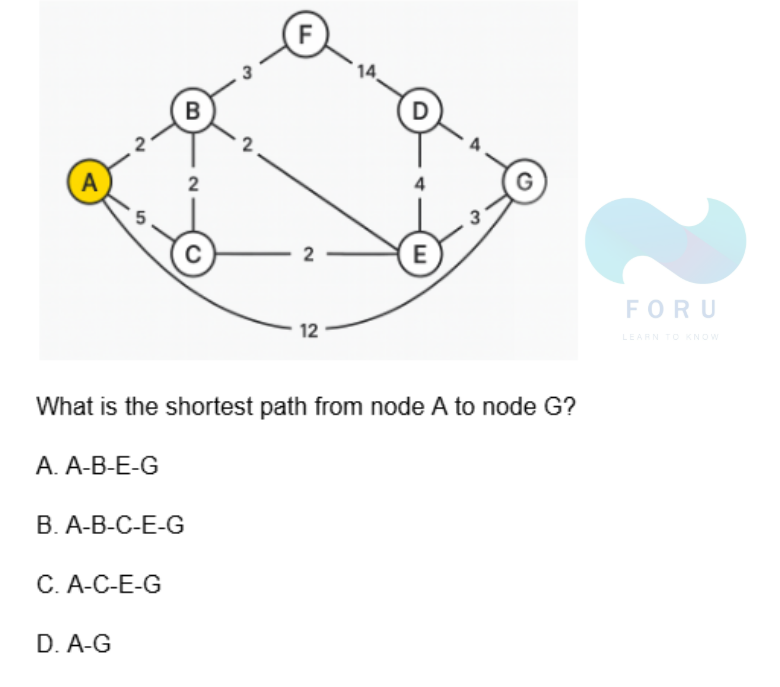 F
3
14
B
D
2
2
4
A
2
4
G
5
3
C
2
E
12
FORU
LEARN TO KNOW
What is the shortest path from node A to node G?
A. A-B-E-G
B. A-B-C-E-G
C. A-C-E-G
D. A-G